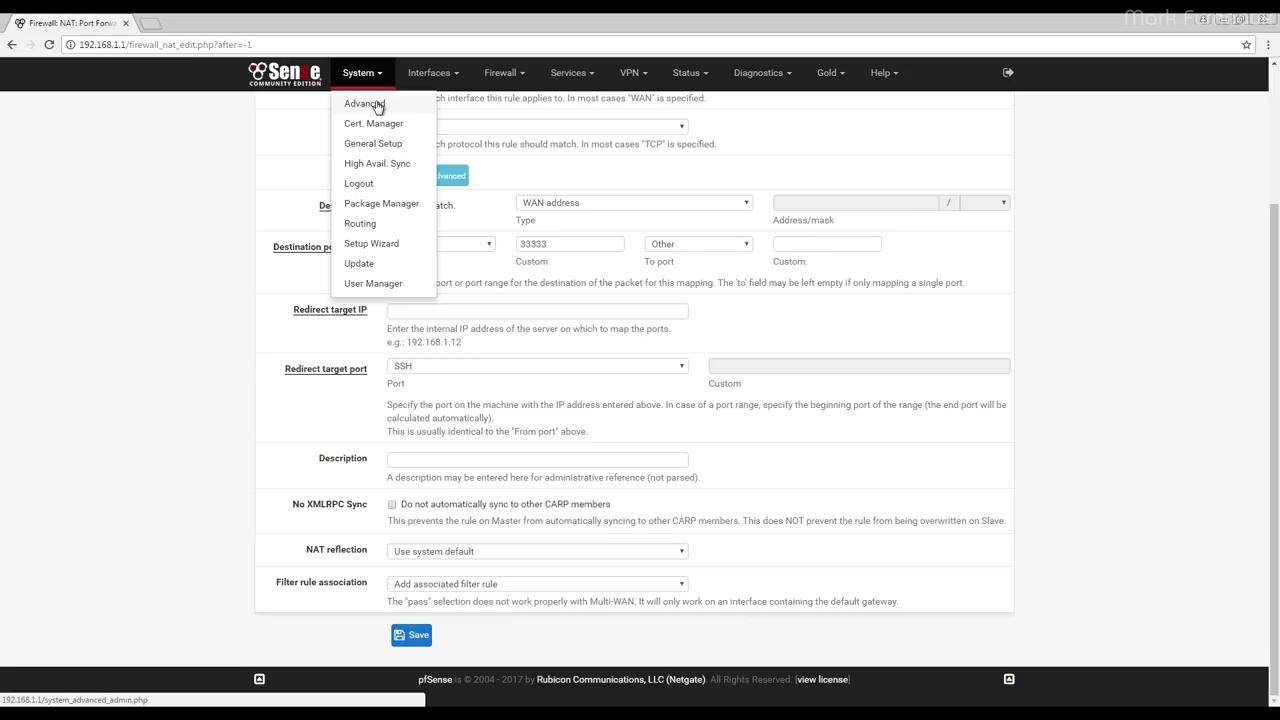 Firewall: NAT: Port Forw
192.168.1.1/firewall_nat_edit.php?after=-1
Sense
COMMUNITY EDITION
System
Interfaces
Firewall
Services
VPN
Status
Diagnostics
Gold
Help
Advanced
Cert. Manager
General Setup
High Avail. Sync
Logout
Package Manager
Routing
Setup Wizard
Update
User Manager
ch interface this rule applies to. In most cases "WAN" is specified.
ch protocol this rule should match. In most cases "TCP" is specified.
dvanced
Des
tch.
WAN address
/
Type
Address/mask
Destination po
33333
Other
Custom
To port
Custom
port or port range for the destination of the packet for this mapping. The 'to' field may be left empty if only mapping a single port.
Redirect target IP
Enter the internal IP address of the server on which to map the ports.
e.g.: 192.168.1.12
Redirect target port
SSH
Port
Custom
Specify the port on the machine with the IP address entered above. In case of a port range, specify the beginning port of the range (the end port will be
calculated automatically).
This is usually identical to the "From port" above.
Description
A description may be entered here for administrative reference (not parsed).
No XMLRPC Sync
Do not automatically sync to other CARP members
This prevents the rule on Master from automatically syncing to other CARP members. This does NOT prevent the rule from being overwritten on Slave.
NAT reflection
Use system default
Filter rule association
Add associated filter rule
The "pass" selection does not work properly with Multi-WAN. It will only work on an interface containing the default gateway.
Save
pfSense is © 2004 - 2017 by Rubicon Communications, LLC (Netgate). All Rights Reserved. [view license]
192.168.1.1/system_advanced_admin.php